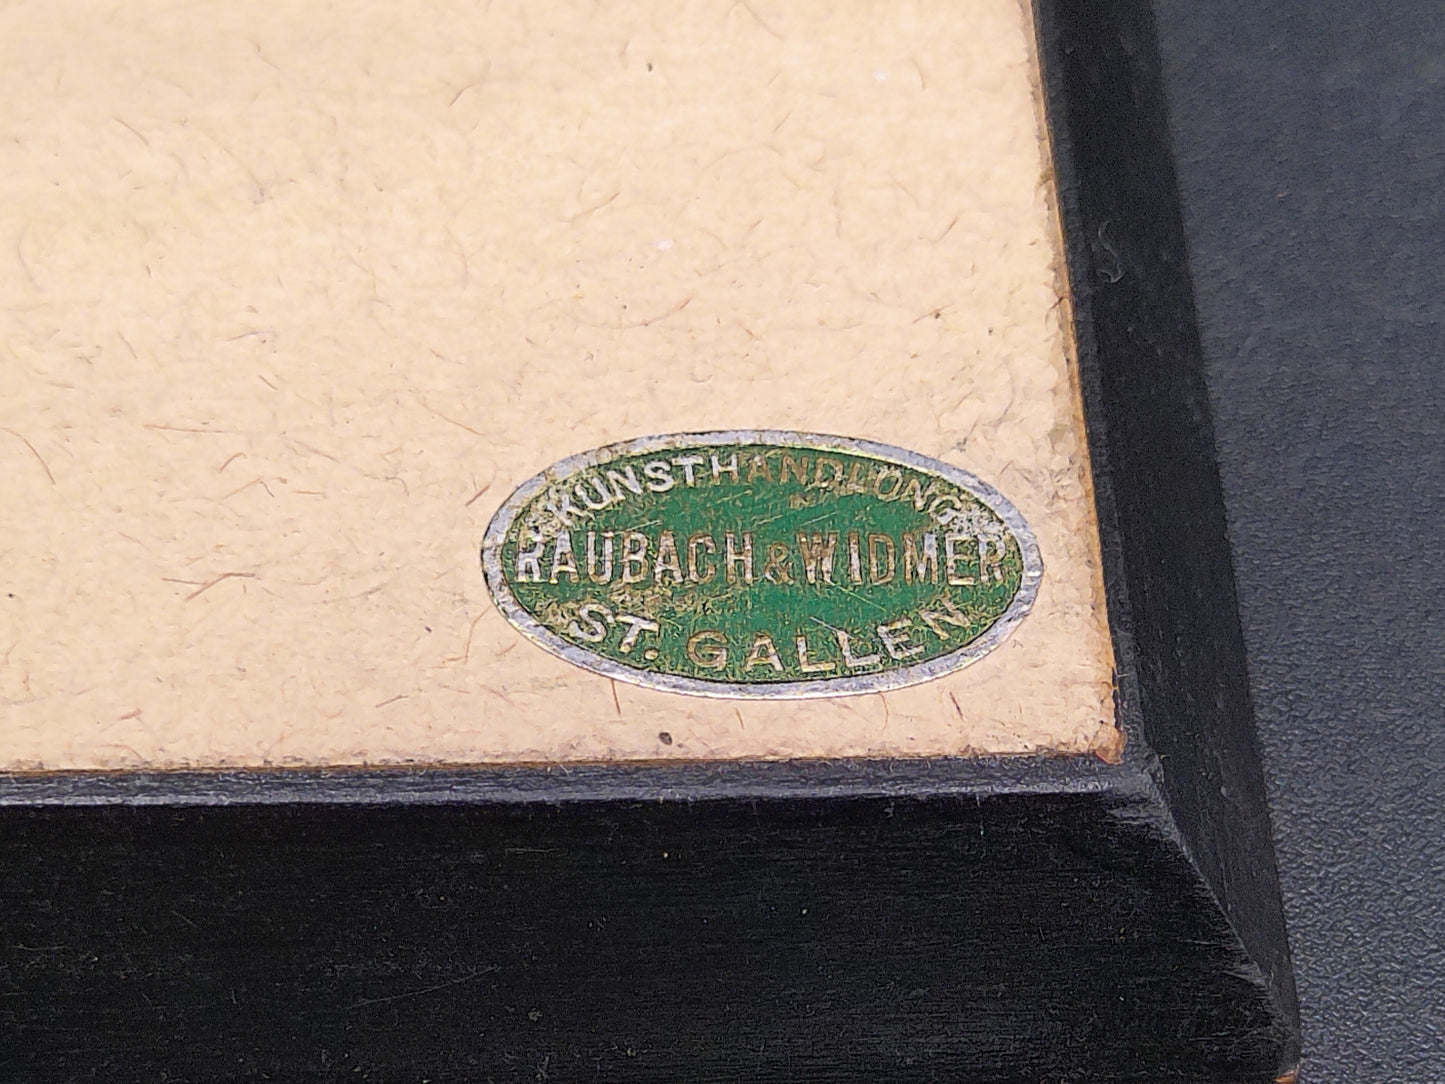 KUNSTHANDLUNG
RAUBACH & WIDMER
ST. GALLEN